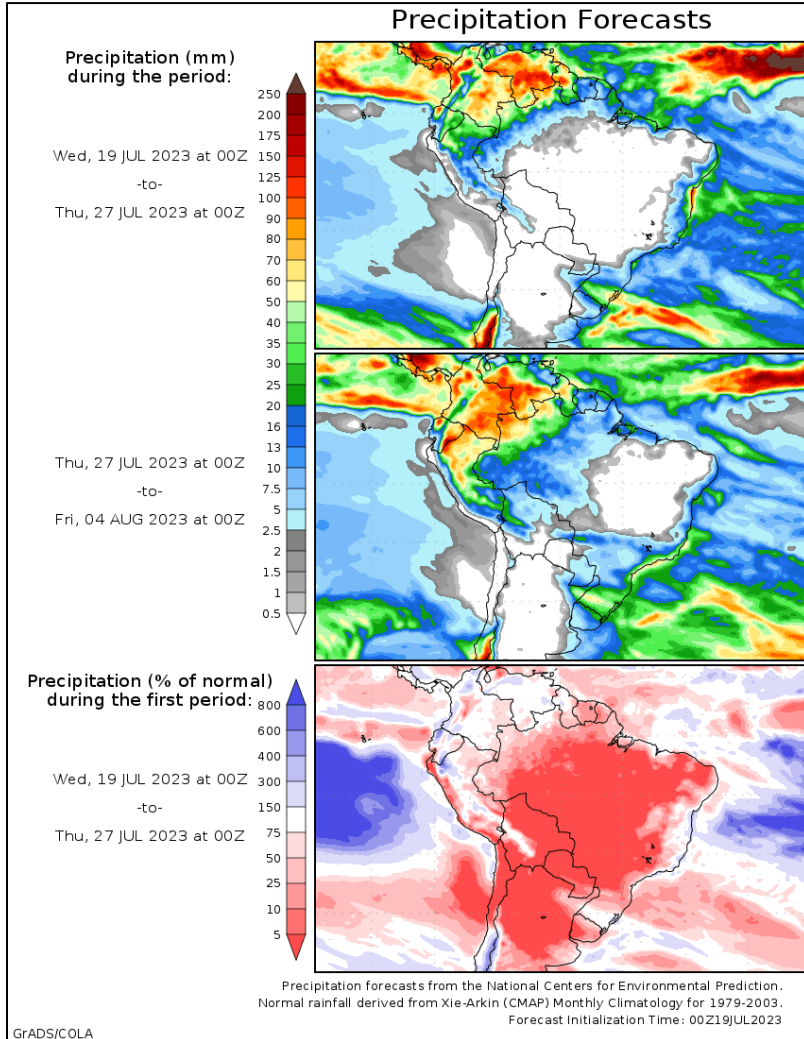 Precipitation Forecasts
Precipitation (mm)
during the period:
Wed, 19 JUL 2023 at 00Z
-to-
Thu, 27 JUL 2023 at 00Z
250
200
175
150
125
100
90
80
70
60
50
40
35
30
25
20
16
13
10
7.5
5
2.5
2
1.5
1
0.5
Thu, 27 JUL 2023 at 00Z
-to-
Fri, 04 AUG 2023 at 00Z
Precipitation (% of normal)
during the first period:
Wed, 19 JUL 2023 at 00Z
-to-
Thu, 27 JUL 2023 at 00Z
800
600
400
300
150
75
50
25
10
5
Precipitation forecasts from the National Centers for Environmental Prediction.
Normal rainfall derived from Xie-Arkin (CMAP) Monthly Climatology for 1979-2003.
Forecast Initialization Time: 00Z19JUL2023
GrADS/COLA